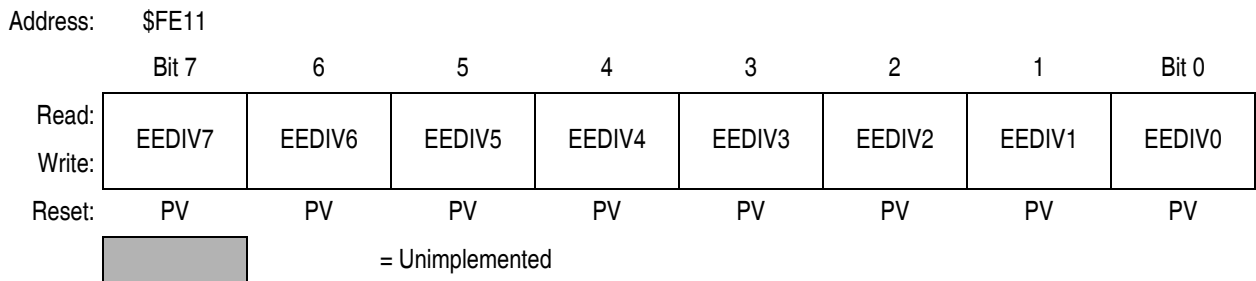 Address: $FE11
Bit 7 6 5 4 3 2 1 Bit 0
Read:
EEDIV7 EEDIV6 EEDIV5 EEDIV4 EEDIV3 EEDIV2 EEDIV1 EEDIV0
Write:
Reset: PV PV PV PV PV PV PV PV
= Unimplemented